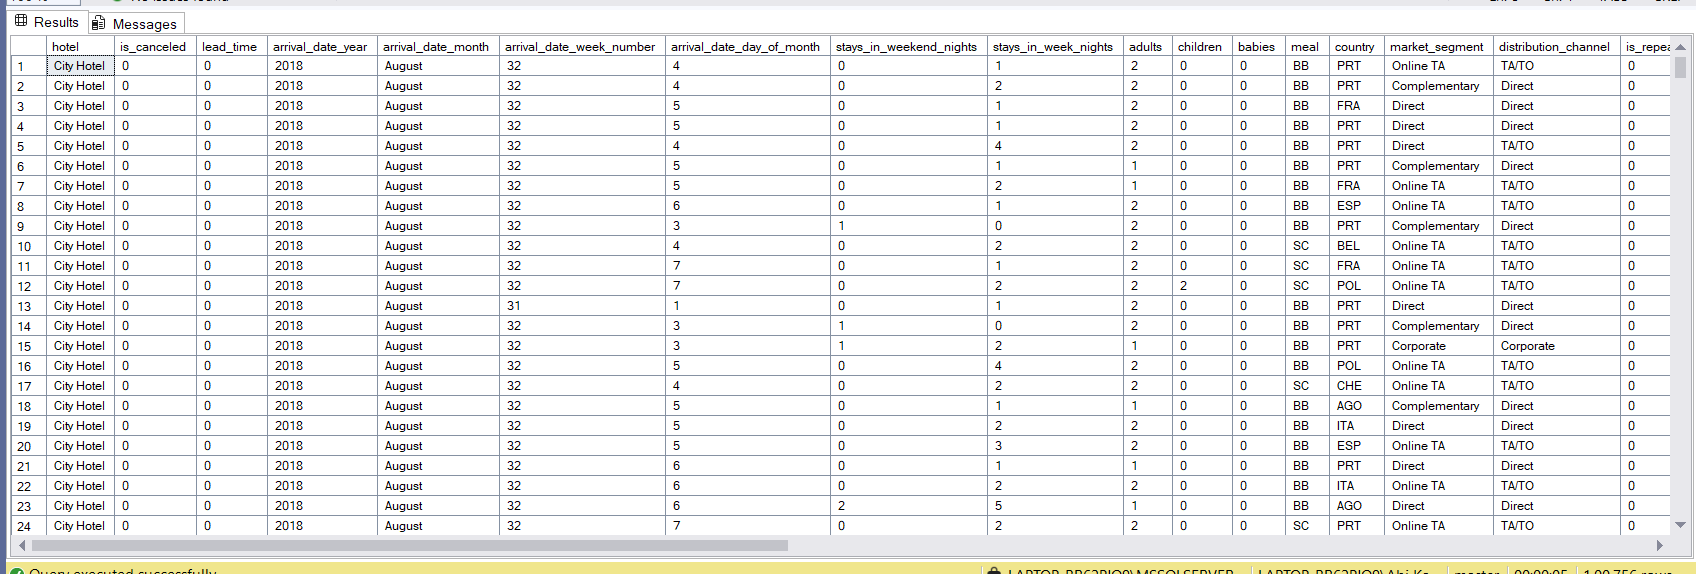 Results Messages
hotel is_canceled lead_time arrival_date_year arrival_date_month arrival_date_week_number arrival_date_day_of_month stays_in_weekend_nights stays_in_week_nights adults children babies meal country market_segment distribution_channel is_repea
1 City Hotel 0 0 2018 August 32 4 0 1 2 0 0 BB PRT Online TA TA/TO 0
2 City Hotel 0 0 2018 August 32 4 0 2 2 0 0 BB PRT Complementary Direct 0
3 City Hotel 0 0 2018 August 32 5 0 1 2 0 0 BB FRA Direct Direct 0
4 City Hotel 0 0 2018 August 32 5 0 1 2 0 0 BB PRT Direct Direct 0
5 City Hotel 0 0 2018 August 32 4 0 4 2 0 0 BB PRT Direct TA/TO 0
6 City Hotel 0 0 2018 August 32 5 0 1 1 0 0 BB PRT Complementary Direct 0
7 City Hotel 0 0 2018 August 32 5 0 2 1 0 0 BB FRA Online TA TA/TO 0
8 City Hotel 0 0 2018 August 32 6 0 1 2 0 0 BB ESP Online TA TA/TO 0
9 City Hotel 0 0 2018 August 32 3 1 0 2 0 0 BB PRT Complementary Direct 0
10 City Hotel 0 0 2018 August 32 4 0 2 2 0 0 SC BEL Online TA TA/TO 0
11 City Hotel 0 0 2018 August 32 7 0 1 2 0 0 SC FRA Online TA TA/TO 0
12 City Hotel 0 0 2018 August 32 7 0 2 2 2 0 SC POL Online TA TA/TO 0
13 City Hotel 0 0 2018 August 31 1 0 1 2 0 0 BB PRT Direct Direct 0
14 City Hotel 0 0 2018 August 32 3 1 0 2 0 0 BB PRT Complementary Direct 0
15 City Hotel 0 0 2018 August 32 3 1 2 1 0 0 BB PRT Corporate Corporate 0
16 City Hotel 0 0 2018 August 32 5 0 4 2 0 0 BB POL Online TA TA/TO 0
17 City Hotel 0 0 2018 August 32 4 0 2 2 0 0 SC CHE Online TA TA/TO 0
18 City Hotel 0 0 2018 August 32 5 0 1 1 0 0 BB AGO Complementary Direct 0
19 City Hotel 0 0 2018 August 32 5 0 2 2 0 0 BB ITA Direct Direct 0
20 City Hotel 0 0 2018 August 32 5 0 3 2 0 0 BB ESP Online TA TA/TO 0
21 City Hotel 0 0 2018 August 32 6 0 1 1 0 0 BB PRT Direct Direct 0
22 City Hotel 0 0 2018 August 32 6 0 2 2 0 0 BB ITA Online TA TA/TO 0
23 City Hotel 0 0 2018 August 32 6 2 5 1 0 0 BB AGO Direct Direct 0
24 City Hotel 0 0 2018 August 32 7 0 2 2 0 0 SC PRT Online TA TA/TO 0
Query executed successfully